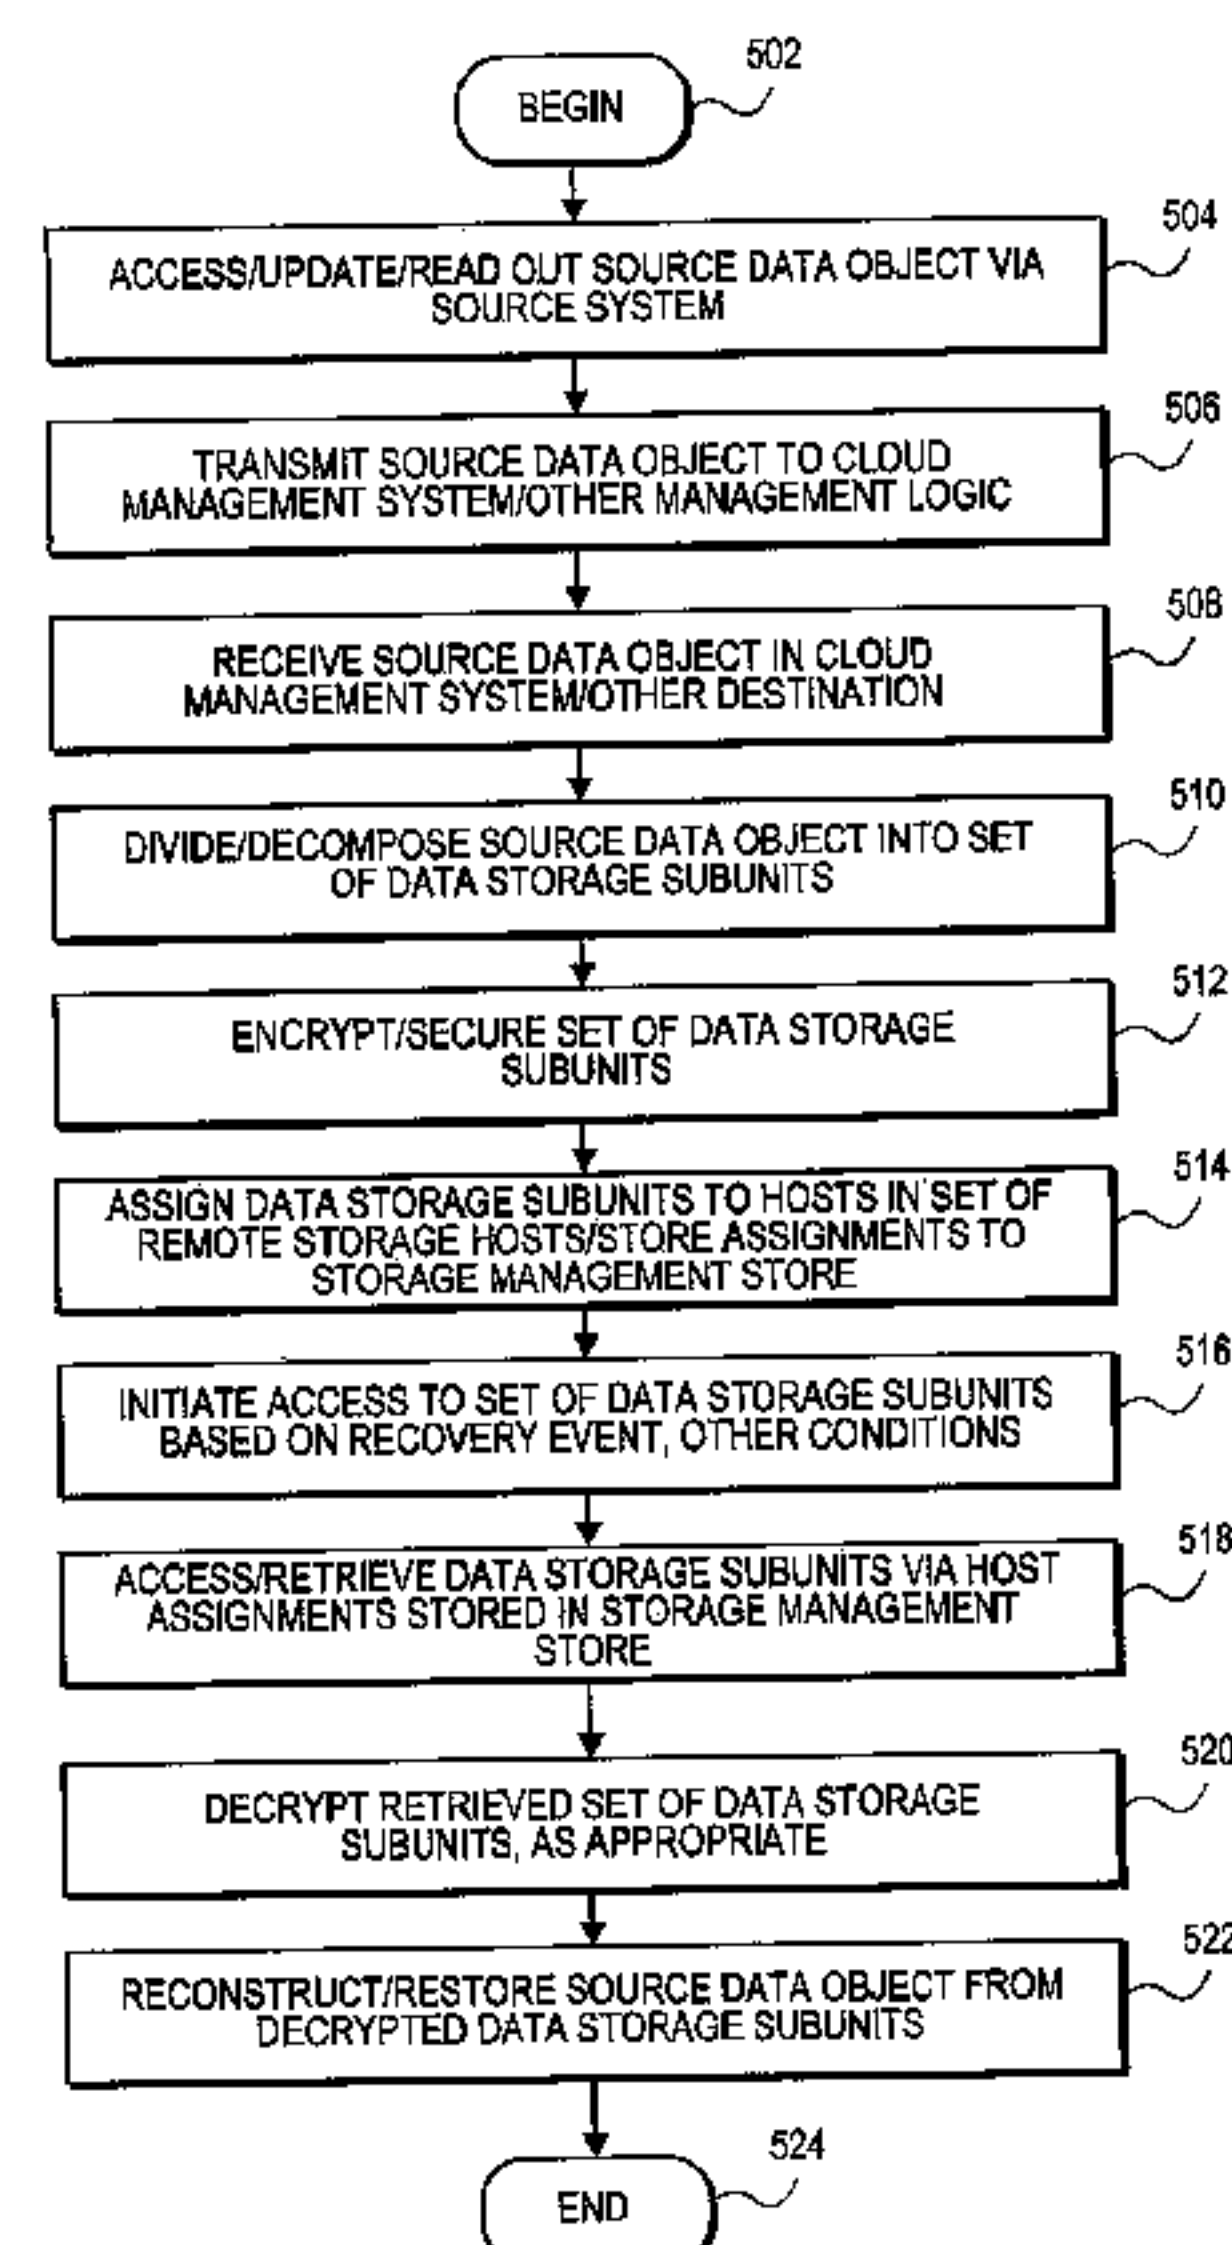 BEGIN
502
504
ACCESS/UPDATE/READ OUT SOURCE DATA OBJECT VIA
SOURCE SYSTEM
506
TRANSMIT SOURCE DATA OBJECT TO CLOUD
MANAGEMENT SYSTEM/OTHER MANAGEMENT LOGIC
508
RECEIVE SOURCE DATA OBJECT IN CLOUD
MANAGEMENT SYSTEM/OTHER DESTINATION
510
DIVIDE/DECOMPOSE SOURCE DATA OBJECT INTO SET
OF DATA STORAGE SUBUNITS
512
ENCRYPT/SECURE SET OF DATA STORAGE
SUBUNITS
514
ASSIGN DATA STORAGE SUBUNITS TO HOSTS IN SET OF
REMOTE STORAGE HOSTS/STORE ASSIGNMENTS TO
STORAGE MANAGEMENT STORE
516
INITIATE ACCESS TO SET OF DATA STORAGE SUBUNITS
BASED ON RECOVERY EVENT, OTHER CONDITIONS
518
ACCESS/RETRIEVE DATA STORAGE SUBUNITS VIA HOST
ASSIGNMENTS STORED IN STORAGE MANAGEMENT
STORE
520
DECRYPT RETRIEVED SET OF DATA STORAGE
SUBUNITS, AS APPROPRIATE
522
RECONSTRUCT/RESTORE SOURCE DATA OBJECT FROM
DECRYPTED DATA STORAGE SUBUNITS
524
END